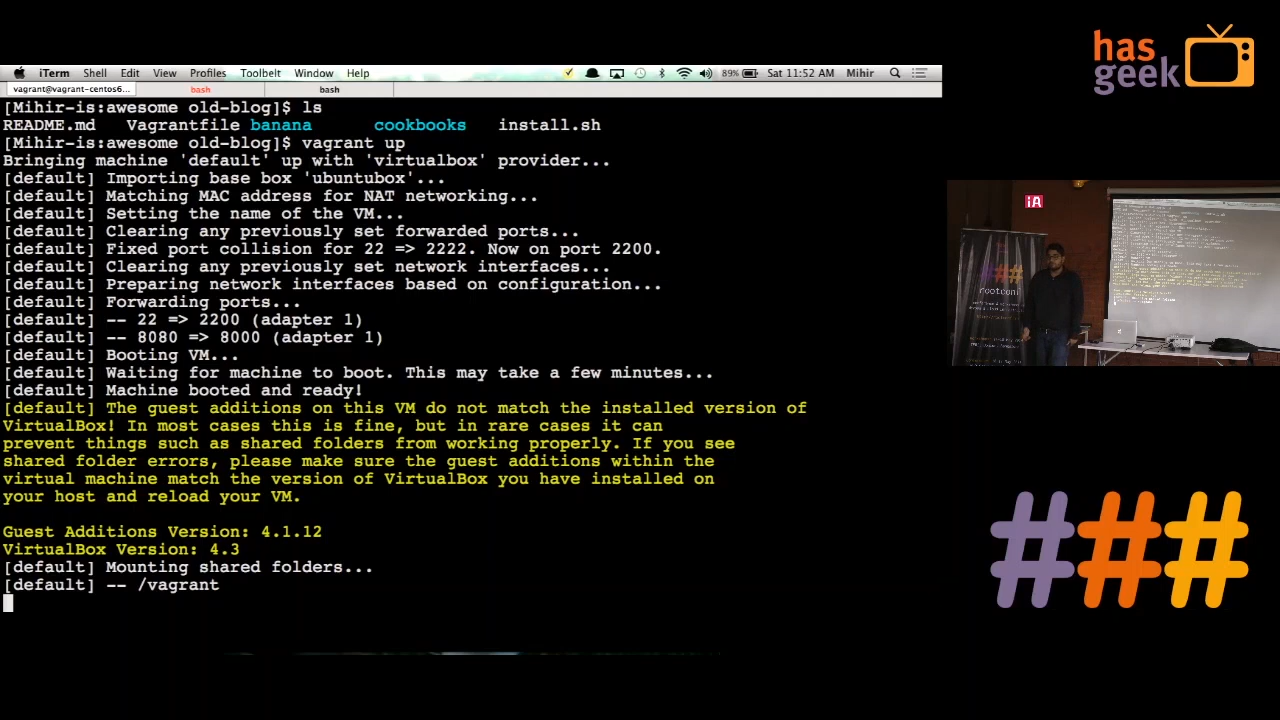 has
geek
iTerm Shell Edit View Profiles Toolbelt Window Help 89% Sat 11:52 AM Mihir
vagrant@vagrant-centos6... bash bash
[Mihir-is:awesome old-blog]$ ls
README.md Vagrantfile banana cookbooks install.sh
[Mihir-is:awesome old-blog]$ vagrant up
Bringing machine 'default' up with 'virtualbox' provider...
[default] Importing base box 'ubuntubox'...
[default] Matching MAC address for NAT networking...
[default] Setting the name of the VM...
[default] Clearing any previously set forwarded ports...
[default] Fixed port collision for 22 => 2222. Now on port 2200.
[default] Clearing any previously set network interfaces...
[default] Preparing network interfaces based on configuration...
[default] Forwarding ports...
[default] -- 22 => 2200 (adapter 1)
[default] -- 8080 => 8000 (adapter 1)
[default] Booting VM...
[default] Waiting for machine to boot. This may take a few minutes...
[default] Machine booted and ready!
[default] The guest additions on this VM do not match the installed version of
VirtualBox! In most cases this is fine, but in rare cases it can
prevent things such as shared folders from working properly. If you see
shared folder errors, please make sure the guest additions within the
virtual machine match the version of VirtualBox you have installed on
your host and reload your VM.
Guest Additions Version: 4.1.12
VirtualBox Version: 4.3
[default] Mounting shared folders...
[default] -- /vagrant
iA
###
rootconf
###